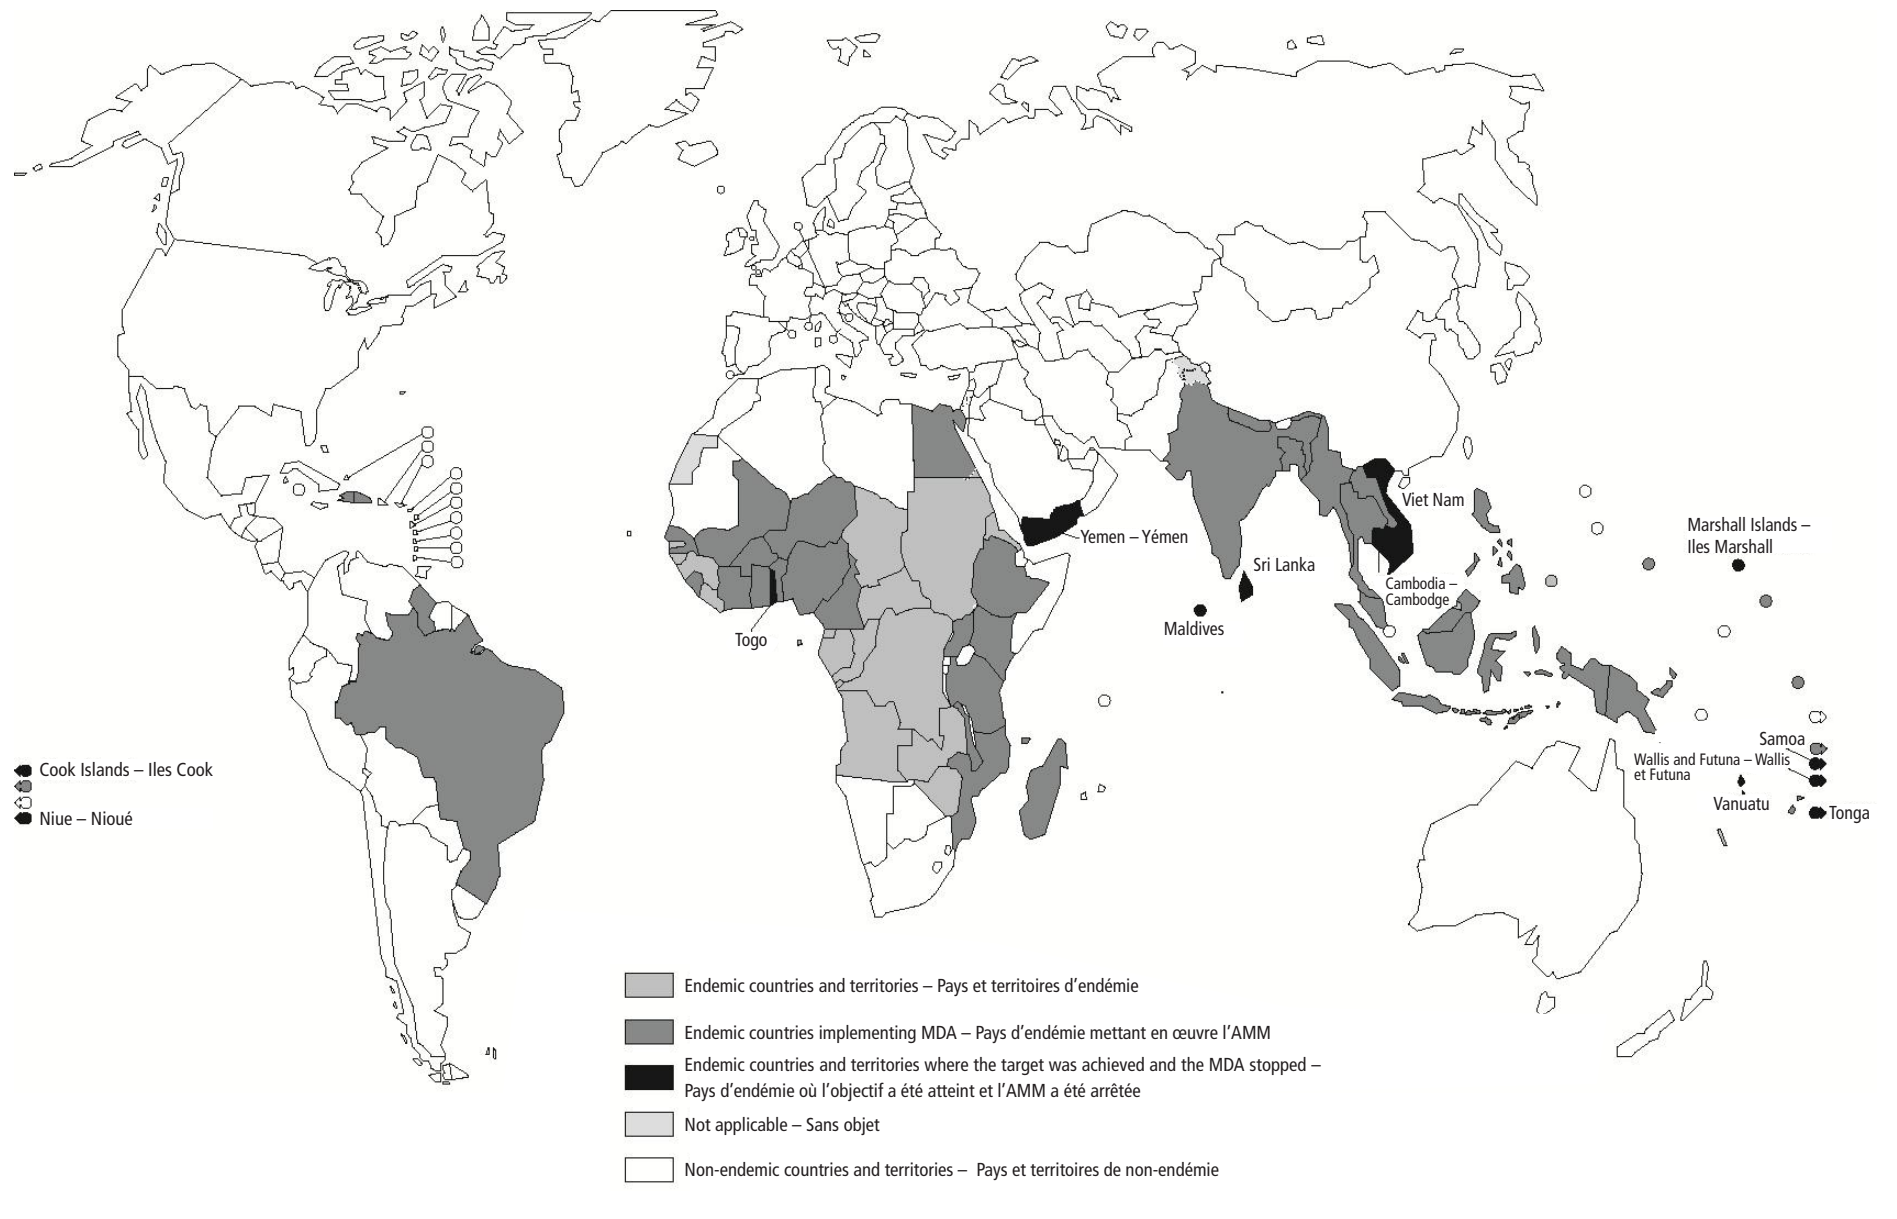 Viet Nam
Marshall Islands –
Iles Marshall
Yemen – Yémen
Sri Lanka
Cambodia –
Cambodge
Togo
Maldives
Samoa
Wallis and Futuna – Wallis
et Futuna
Cook Islands – Iles Cook
Vanuatu
Tonga
Niue – Nioué
Endemic countries and territories – Pays et territoires d’endémie
Endemic countries implementing MDA – Pays d’endémie mettant en œuvre l’AMM
Endemic countries and territories where the target was achieved and the MDA stopped –
Pays d’endémie où l’objectif a été atteint et l’AMM a été arrêtée
Not applicable – Sans objet
Non-endemic countries and territories – Pays et territoires de non-endémie